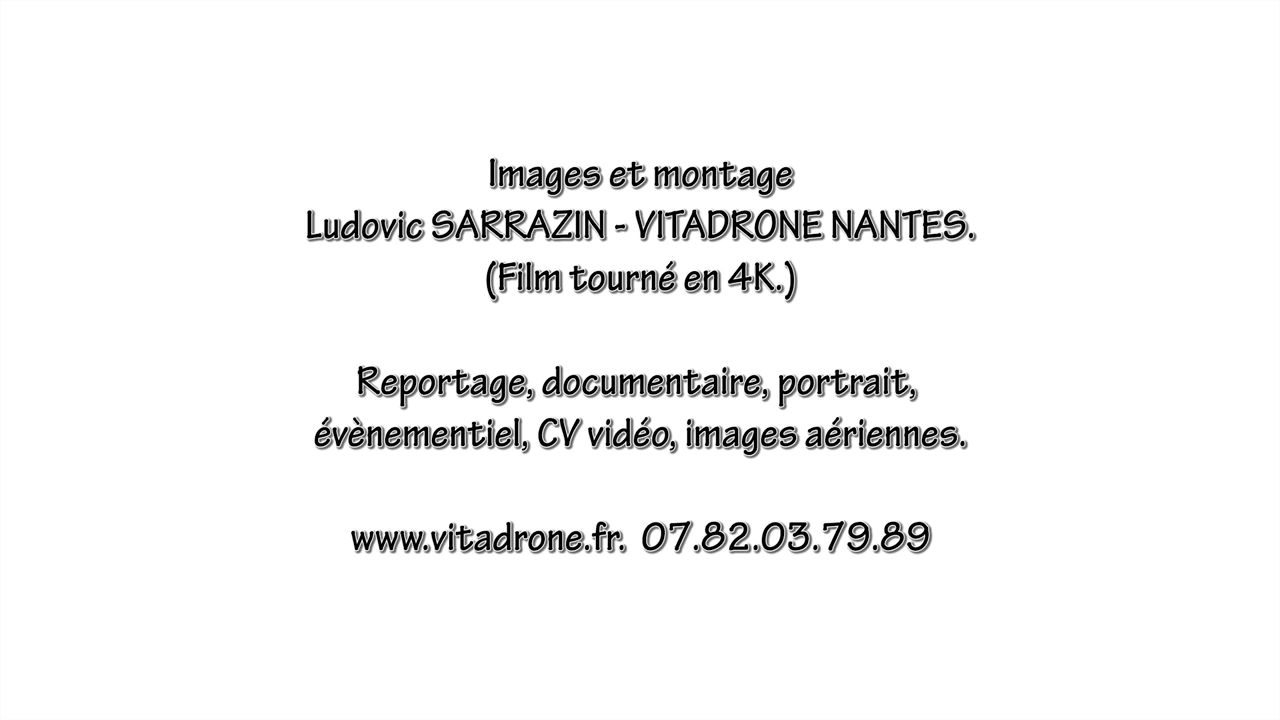 Images et montage
Ludovic SARRAZIN - VITADRONE NANTES.
(Film tourné en 4K.)
Reportage, documentaire, portrait,
évènementiel, CV vidéo, images aériennes.
www.vitadrone.fr. 07.82.03.79.89